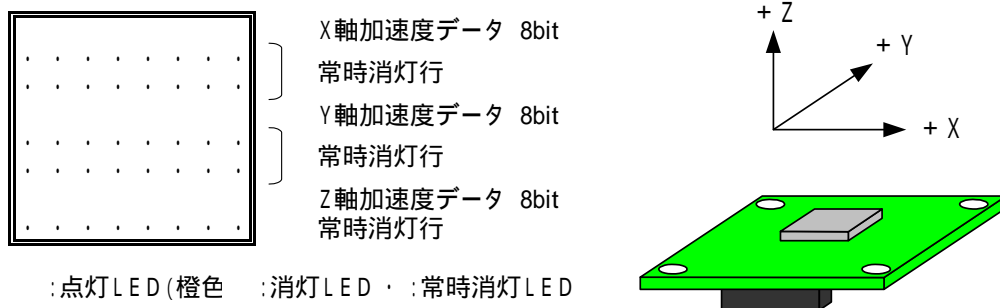 X軸加速度データ 8bit
常時消灯行
Y軸加速度データ 8bit
常時消灯行
Z軸加速度データ 8bit
常時消灯行
:点灯LED(橙色 :消灯LED ・ :常時消灯LED
+ Z
+ Y
+ X